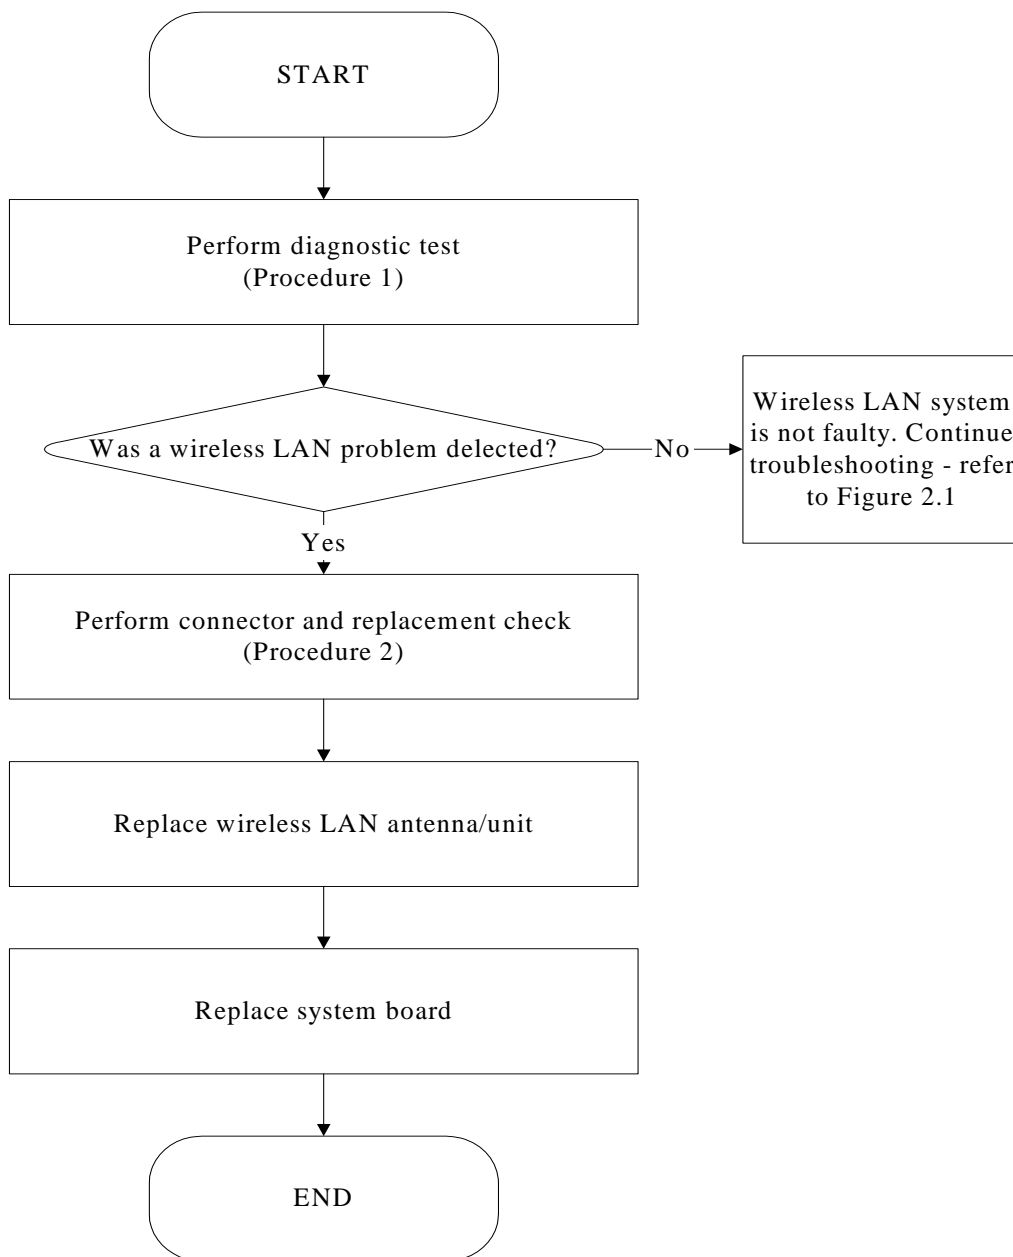 START
Perform diagnostic test
(Procedure 1)
Was a wireless LAN problem delected?
No
Wireless LAN system
is not faulty. Continue
troubleshooting - refer
to Figure 2.1
Yes
Perform connector and replacement check
(Procedure 2)
Replace wireless LAN antenna/unit
Replace system board
END